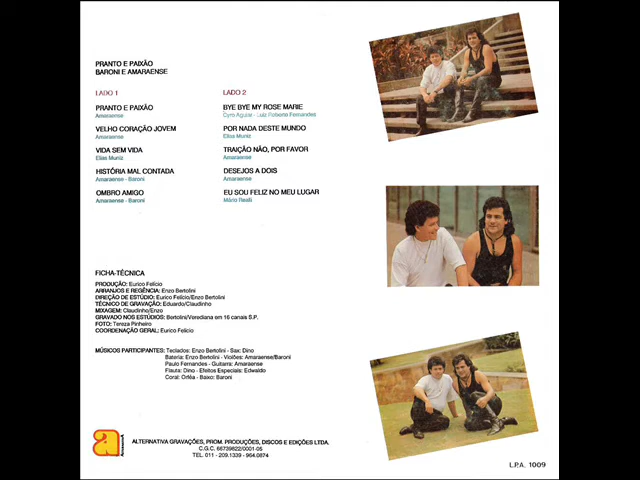 PRANTO E PAIXÃO
BARONI E AMARAENSE
LADO 1
PRANTO E PAIXÃO
Amaraense
VELHO CORAÇÃO JOVEM
Amaraense
VIDA SEM VIDA
Elias Muniz
HISTÓRIA MAL CONTADA
Amaraense - Baroni
OMBRO AMIGO
Amaraense - Baroni
LADO 2
BYE BYE MY ROSE MARIE
Cyro Aguiar - Luiz Roberto Fernandes
POR NADA DESTE MUNDO
Elias Muniz
TRAIÇÃO NÃO, POR FAVOR
Amaraense
DESEJOS A DOIS
Amaraense
EU SOU FELIZ NO MEU LUGAR
Mário
FICHA-TÉCNICA
PRODUÇÃO: Eurico Felício
ARRANJOS E REGÊNCIA: Enzo Bertolini
DIREÇÃO DE ESTÚDIO: Eurico Felício/Enzo Bertolini
TÉCNICO DE GRAVAÇÃO: Eduardo/Claudinho
MIXAGEM: Claudinho/Enzo
GRAVADO NOS ESTÚDIOS: Bertolini/Verediana em 16 canais S.P.
FOTO: Tereza Pinheiro
COORDENAÇÃO GERAL: Eurico Felício
MÚSICOS PARTICIPANTES: Teclados: Enzo Bertolini - Sax: Dino
Bateria: Enzo Bertolini - Violões: Amaraense/Baroni
Paulo Fernandes - Guitarra: Amaraense
Flauta: Dino - Efeitos Especiais: Edwaldo
Coral: Orfêa - Baixo: Baroni
a
ALTERNATIVA GRAVAÇÕES, PROM. PRODUÇÕES, DISCOS E EDIÇÕES LTDA.
C.G.C. 66739822/0001-05
TEL. 011 - 209.1339 - 964.0874
L.P.A. 1009